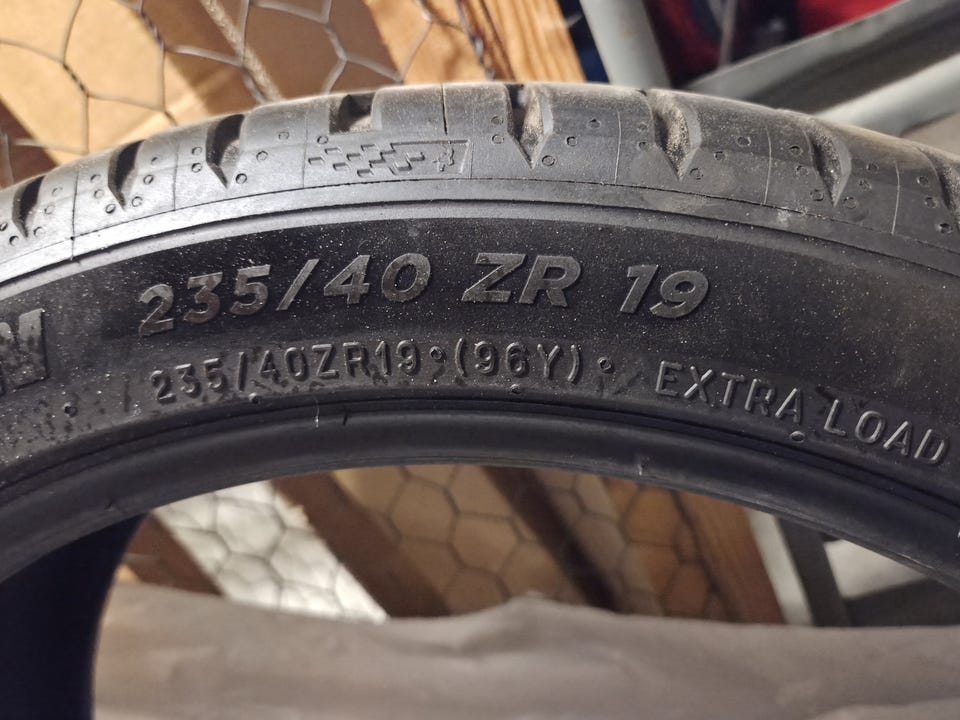 235/40 ZR 19
235/40ZR19 (96Y) EXTRA LOAD